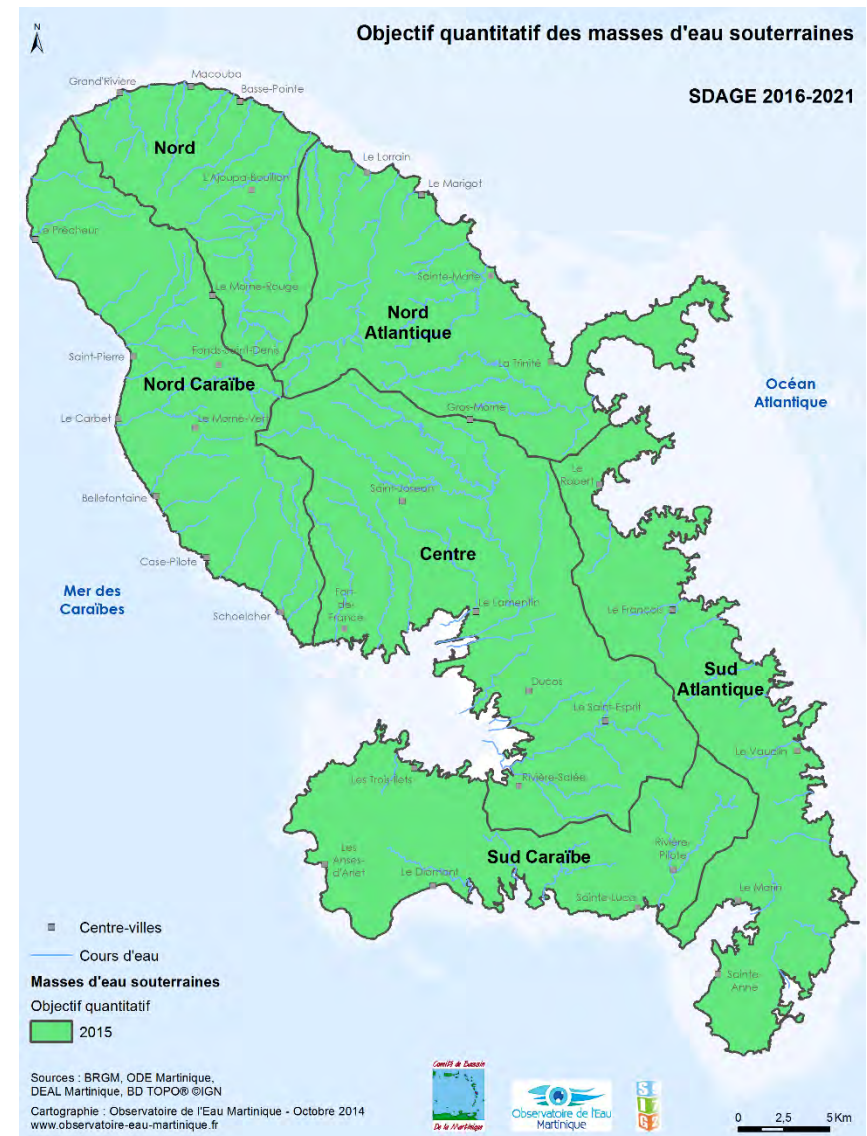 N
Objectif quantitatif des masses d'eau souterraines
SDAGE 2016-2021
Grand'Rivière
Macouba
Basse-Pointe
Nord
L'Ajoupa-Bouillon
Le Lorrain
Le Marigot
Le Prêcheur
Le Morne-Rouge
Sainte-Marie
Nord
Atlantique
Saint-Pierre
Fonds-Saint-Denis
La Trinité
Nord Caraïbe
Océan
Atlantique
Le Carbet
Le Morne-Vert
Gros-Morne
Le
Robert
Bellefontaine
Saint-Joseph
Centre
Case-Pilote
Mer des
Caraïbes
Schoelcher
Fort-
de-
France
Le Lamentin
Le François
Sud
Atlantique
Ducos
Le Saint-Esprit
Le Vauclin
Les Trois-Ilets
Rivière-Salée
Les
Anses-
d'Arlet
Le Diamant
Sud Caraïbe
Rivière-
Pilote
Sainte-Luce
Le Marin
Sainte-
Anne
Centre-villes
Cours d'eau
Masses d'eau souterraines
Objectif quantitatif
2015
Sources : BRGM, ODE Martinique,
DEAL Martinique, BD TOPO® ©IGN
Cartographie : Observatoire de l'Eau Martinique - Octobre 2014
www.observatoire-eau-martinique.fr
Comité de Bassin
De la Martinique
Observatoire de l'Eau
Martinique
0 2,5 5 Km